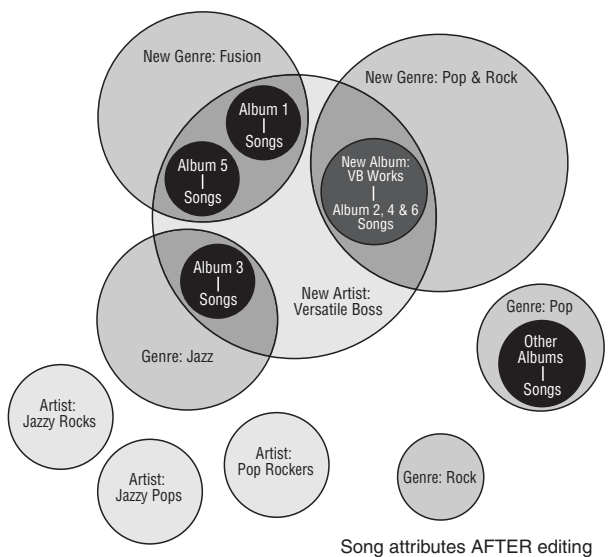 New Genre: Fusion
Album 1
Songs
Album 5
Songs
New Genre: Pop & Rock
New Album:
VB Works
Album 2, 4 & 6
Songs
Album 3
Songs
New Artist:
Versatile Boss
Genre: Jazz
Genre: Pop
Other
Albums
Songs
Artist:
Jazzy Rocks
Artist:
Jazzy Pops
Artist:
Pop Rockers
Genre: Rock
Song attributes AFTER editing